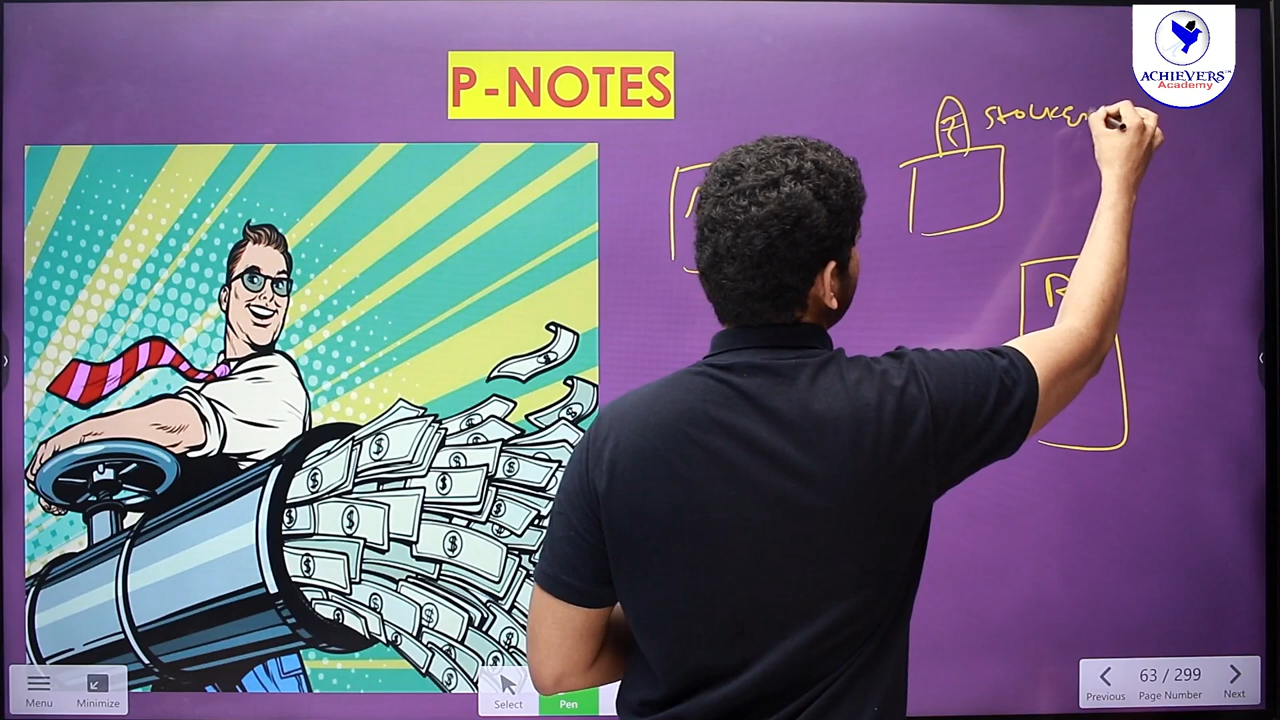 P-NOTES
ACHIEVERS
Academy
₹
Menu
Minimize
Select
Pen
63 / 299
Previous
Page Number
Next